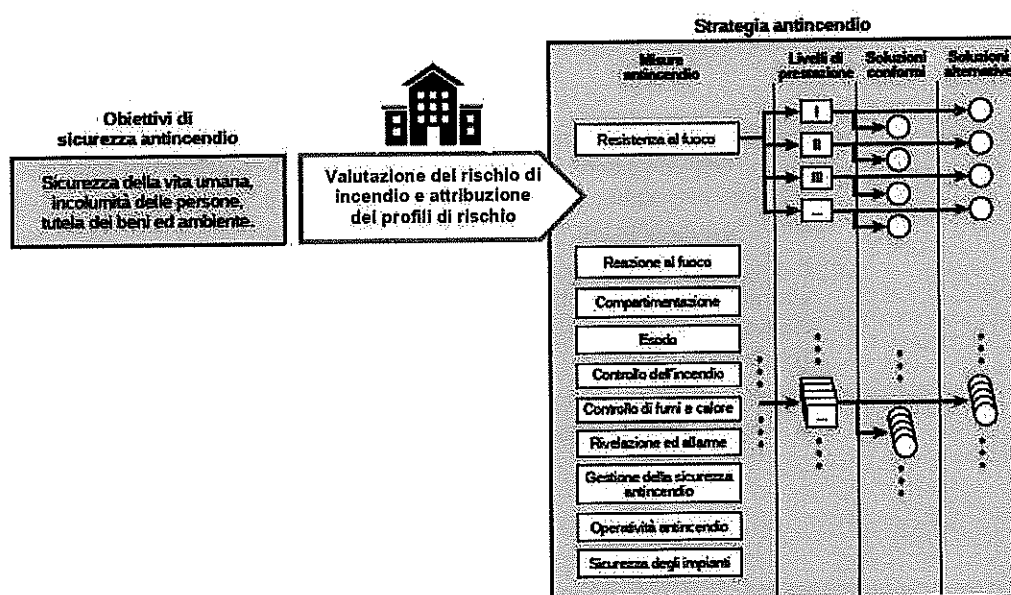 Strategia antincendio
Misura
antincendio
Livelli di
prestazione
Soluzioni
conformi
Soluzioni
alternative
Obiettivi di
sicurezza antincendio
Sicurezza della vita umana,
incolumità delle persone,
tutela dei beni ed ambiente.
Valutazione del rischio di
incendio e attribuzione
dei profili di rischio
Resistenza al fuoco
I
II
III
...
Reazione al fuoco
Compartimentazione
Esodo
Controllo dell'incendio
Controllo di fumi e calore
...
Rivelazione ed allarme
Gestione della sicurezza
antincendio
Operatività antincendio
Sicurezza degli impianti